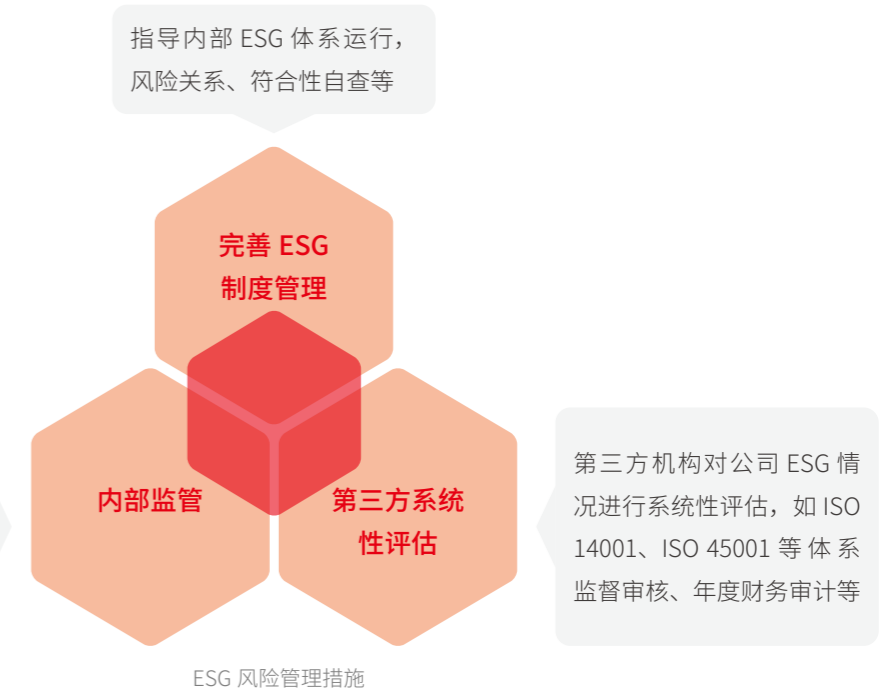 指导内部 ESG 体系运行，
风险关系、符合性自查等
完善 ESG
制度管理
内部监管
第三方系统
性评估
第三方机构对公司 ESG 情
况进行系统性评估，如 ISO
14001、ISO 45001 等体系
监督审核、年度财务审计等
ESG 风险管理措施